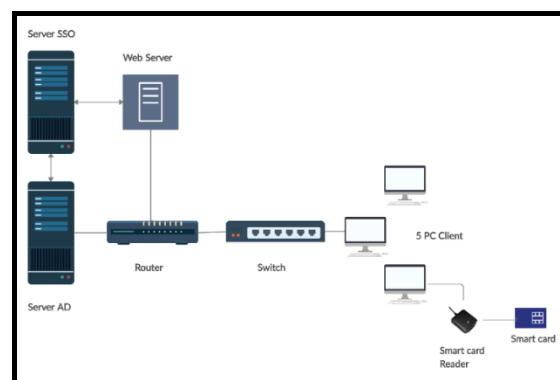 Server SSO
Web Server
5 PC Client
Router
Switch
Server AD
Smart card
Reader
Smart card